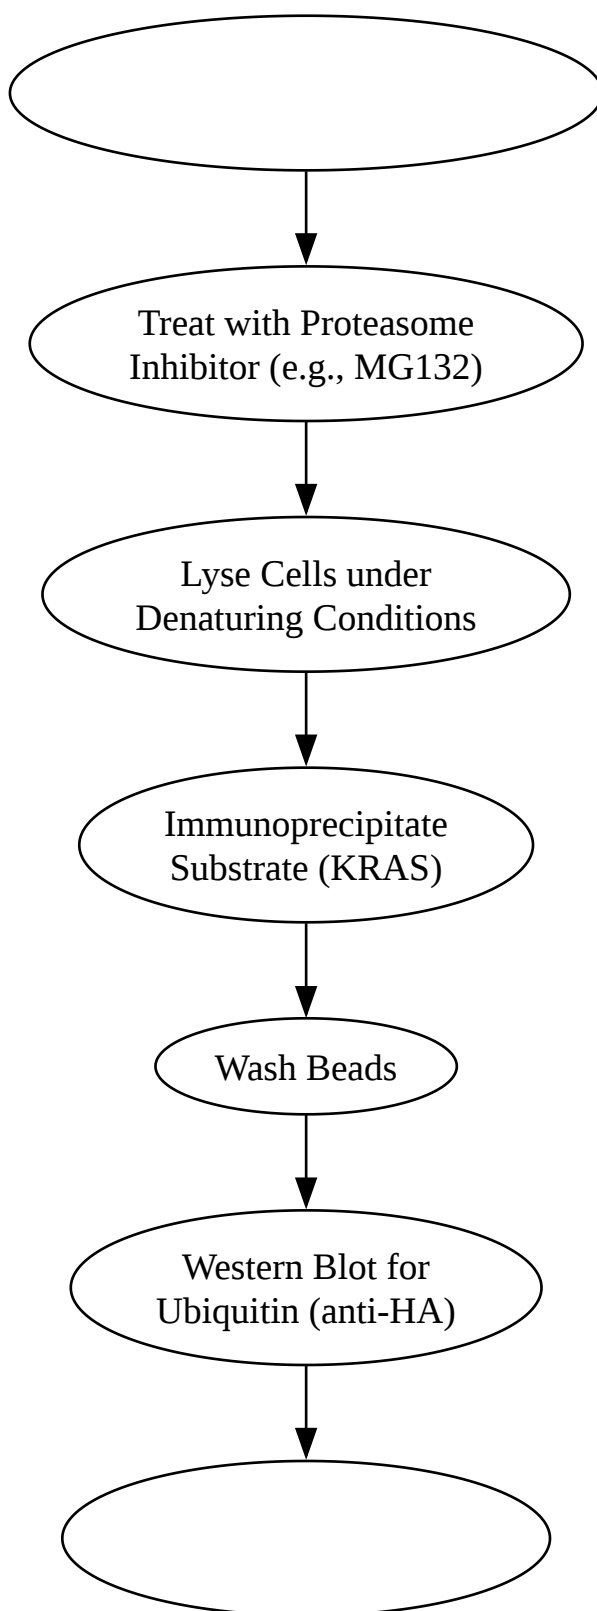 Treat with Proteasome
Inhibitor (e.g., MG132)
Lyse Cells under
Denaturing Conditions
Immunoprecipitate
Substrate (KRAS)
Wash Beads
Western Blot for
Ubiquitin (anti-HA)